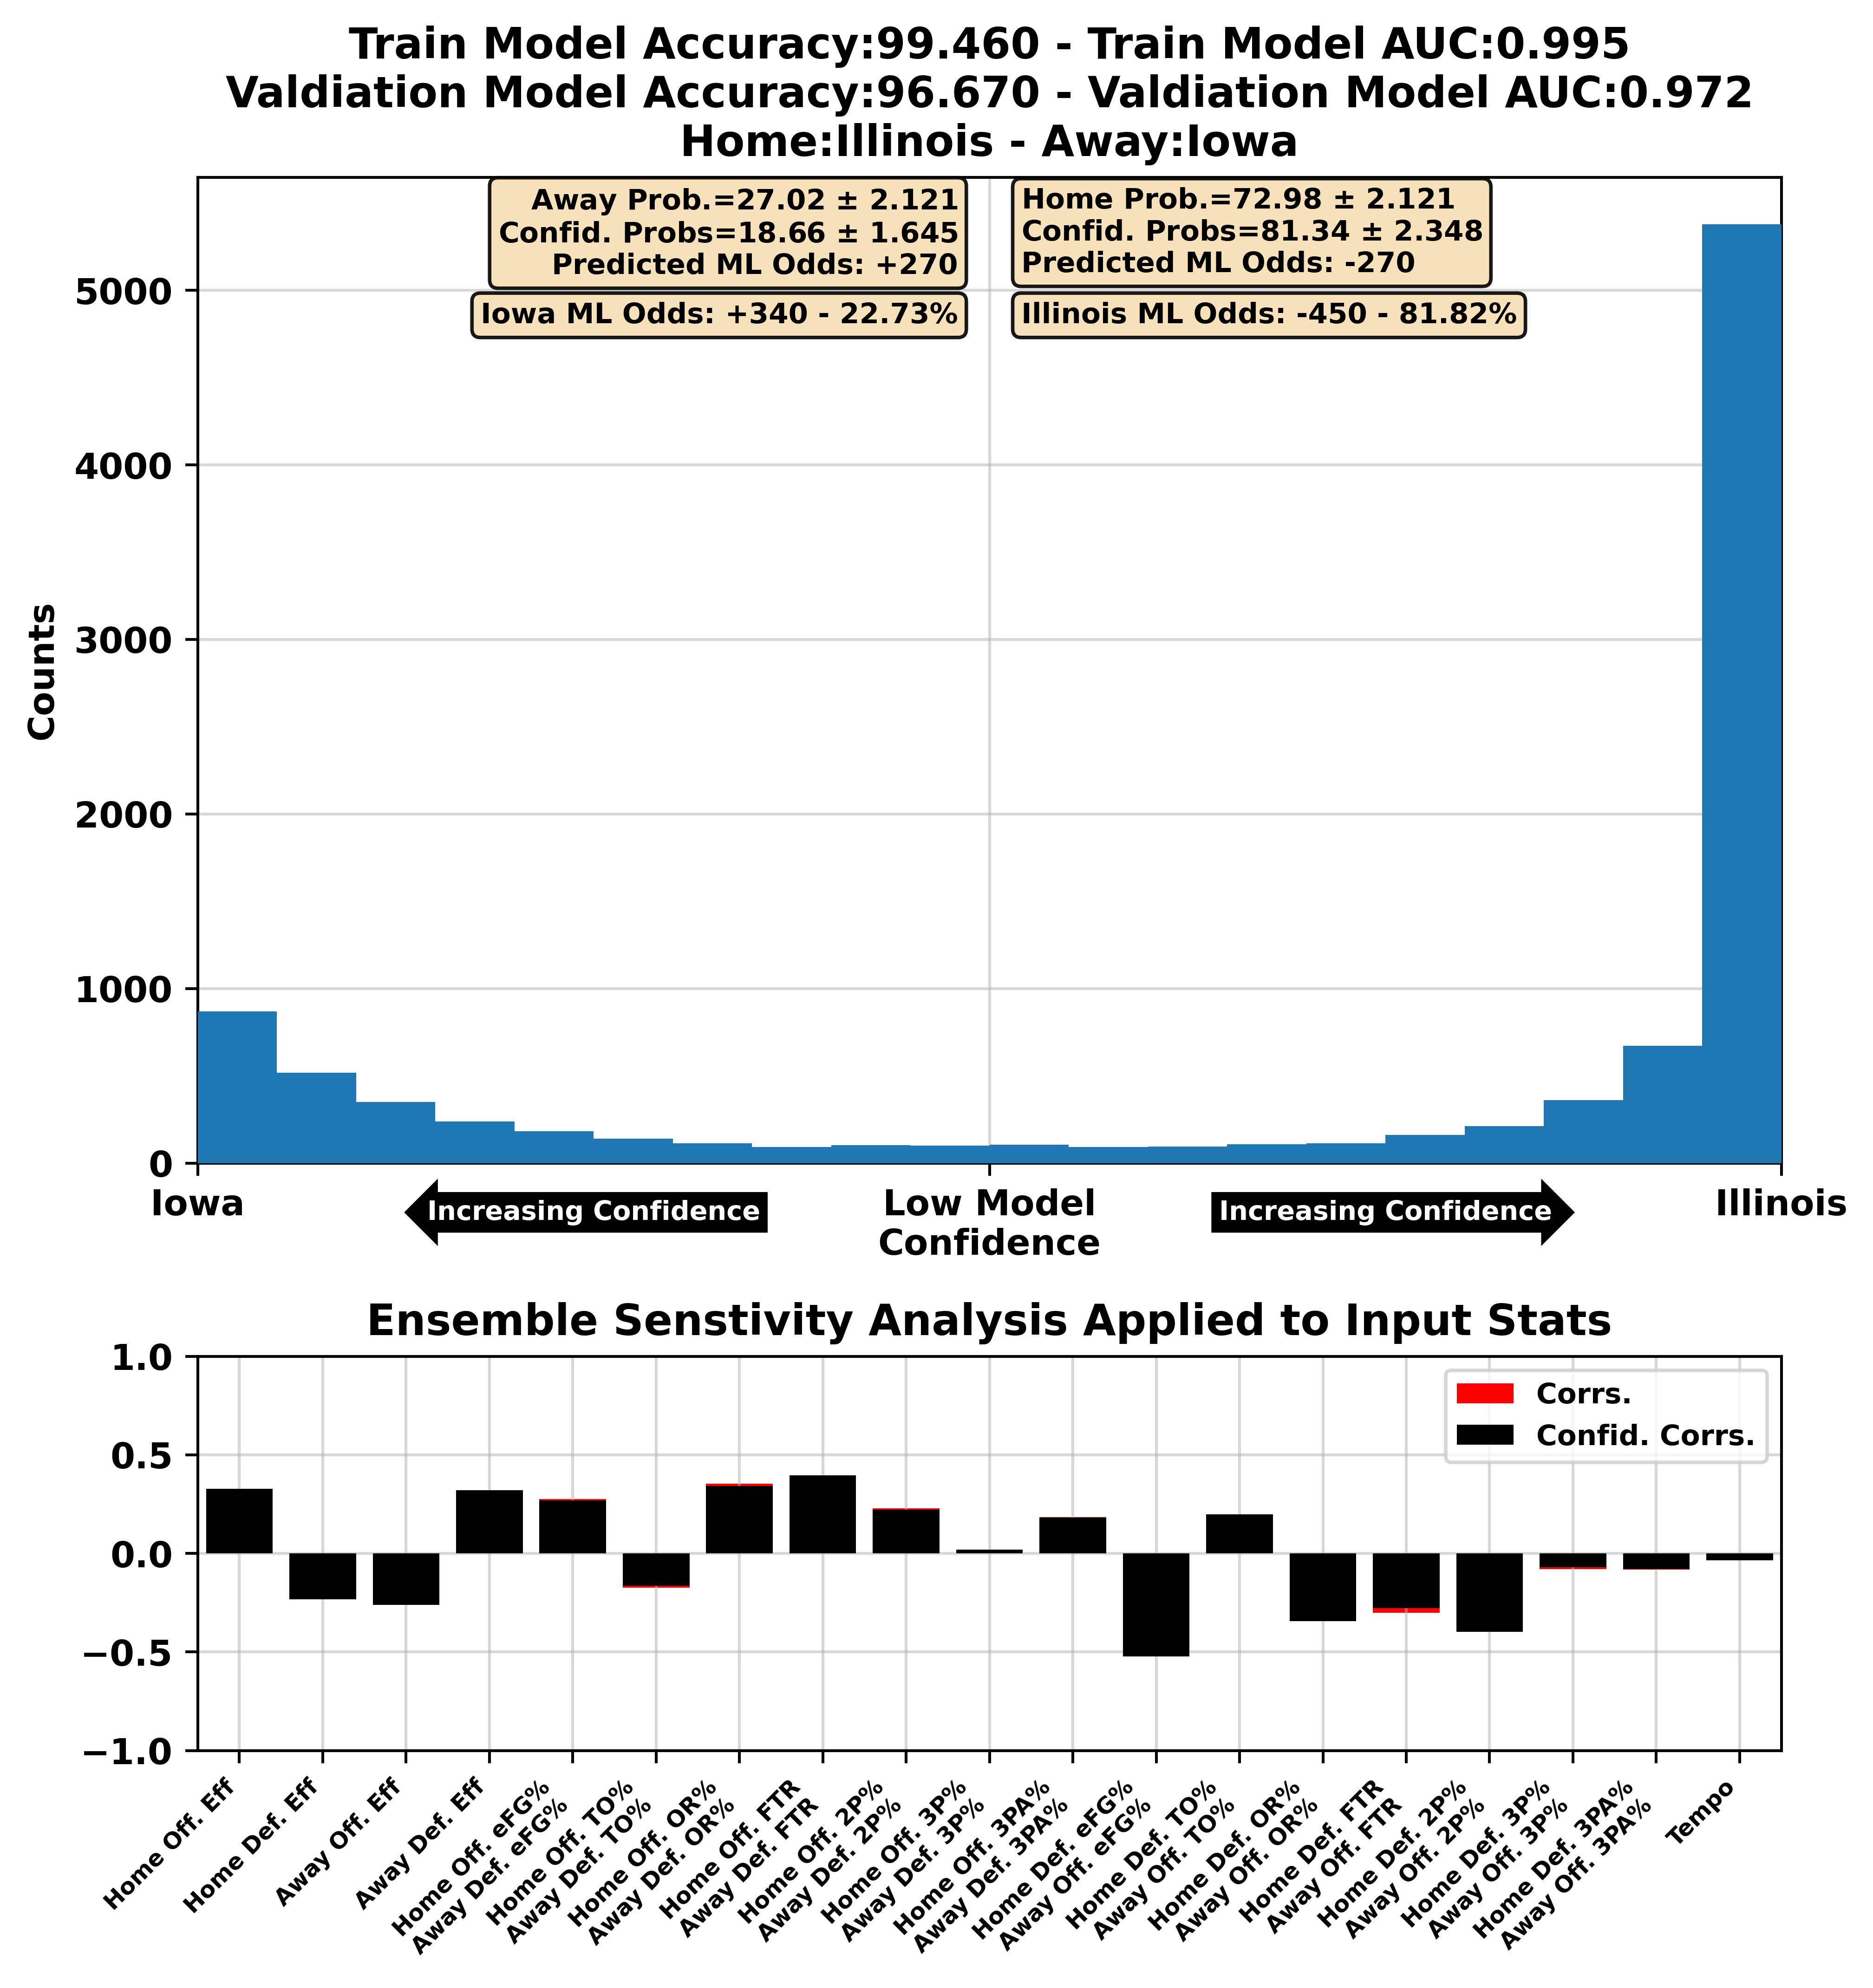 Train Model Accuracy:99.460 - Train Model AUC:0.995
Valdiation Model Accuracy:96.670 - Valdiation Model AUC:0.972
Home:Illinois - Away:Iowa
Away Prob.=27.02 ± 2.121
Confid. Probs=18.66 ± 1.645
Predicted ML Odds: +270
Iowa ML Odds: +340 - 22.73%
Home Prob.=72.98 ± 2.121
Confid. Probs=81.34 ± 2.348
Predicted ML Odds: -270
Illinois ML Odds: -450 - 81.82%
Counts
5000
4000
3000
2000
1000
0
Iowa
Increasing Confidence
Low Model
Confidence
Increasing Confidence
Illinois
Ensemble Senstivity Analysis Applied to Input Stats
1.0
0.5
0.0
−0.5
−1.0
Corrs.
Confid. Corrs.
Home Off. Eff
Home Def. Eff
Away Off. Eff
Away Def. Eff
Home Off. eFG%
Away Def. eFG%
Home Off. TO%
Away Def. TO%
Home Off. OR%
Away Def. OR%
Home Off. FTR
Away Def. FTR
Home Off. 2P%
Away Def. 2P%
Home Off. 3P%
Away Def. 3P%
Home Off. 3PA%
Away Def. 3PA%
Home Def. eFG%
Away Off. eFG%
Home Def. TO%
Away Off. TO%
Home Def. OR%
Away Off. OR%
Home Def. FTR
Away Off. FTR
Home Def. 2P%
Away Off. 2P%
Home Def. 3P%
Away Off. 3P%
Home Def. 3PA%
Away Off. 3PA%
Tempo